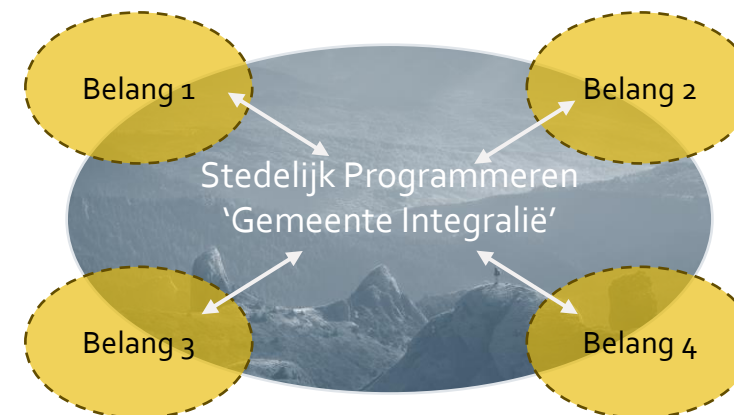 Belang 1
Belang 2
Stedelijk Programmeren
‘Gemeente Integralië’
Belang 3
Belang 4